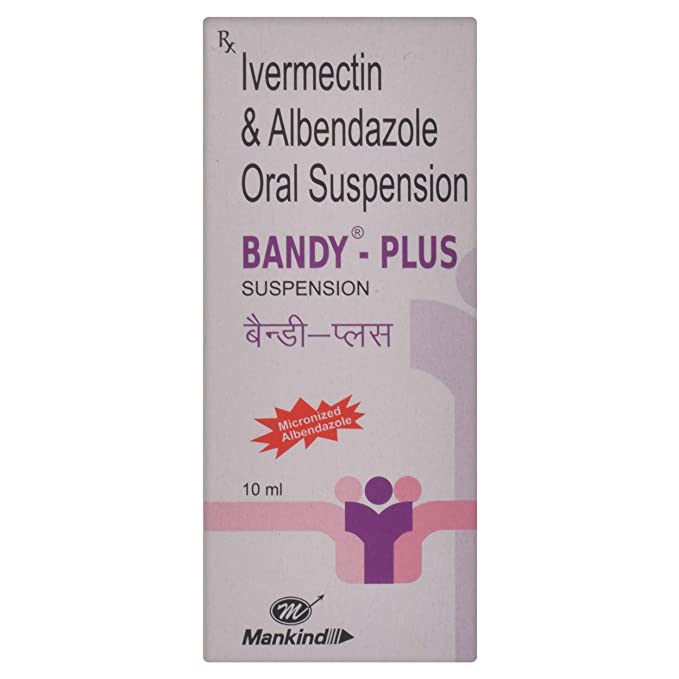 Rx
Ivermectin
& Albendazole
Oral Suspension
BANDY® - PLUS
SUSPENSION
बैन्डी–प्लस
Micronized
Albendazole
10 ml
m
Mankind